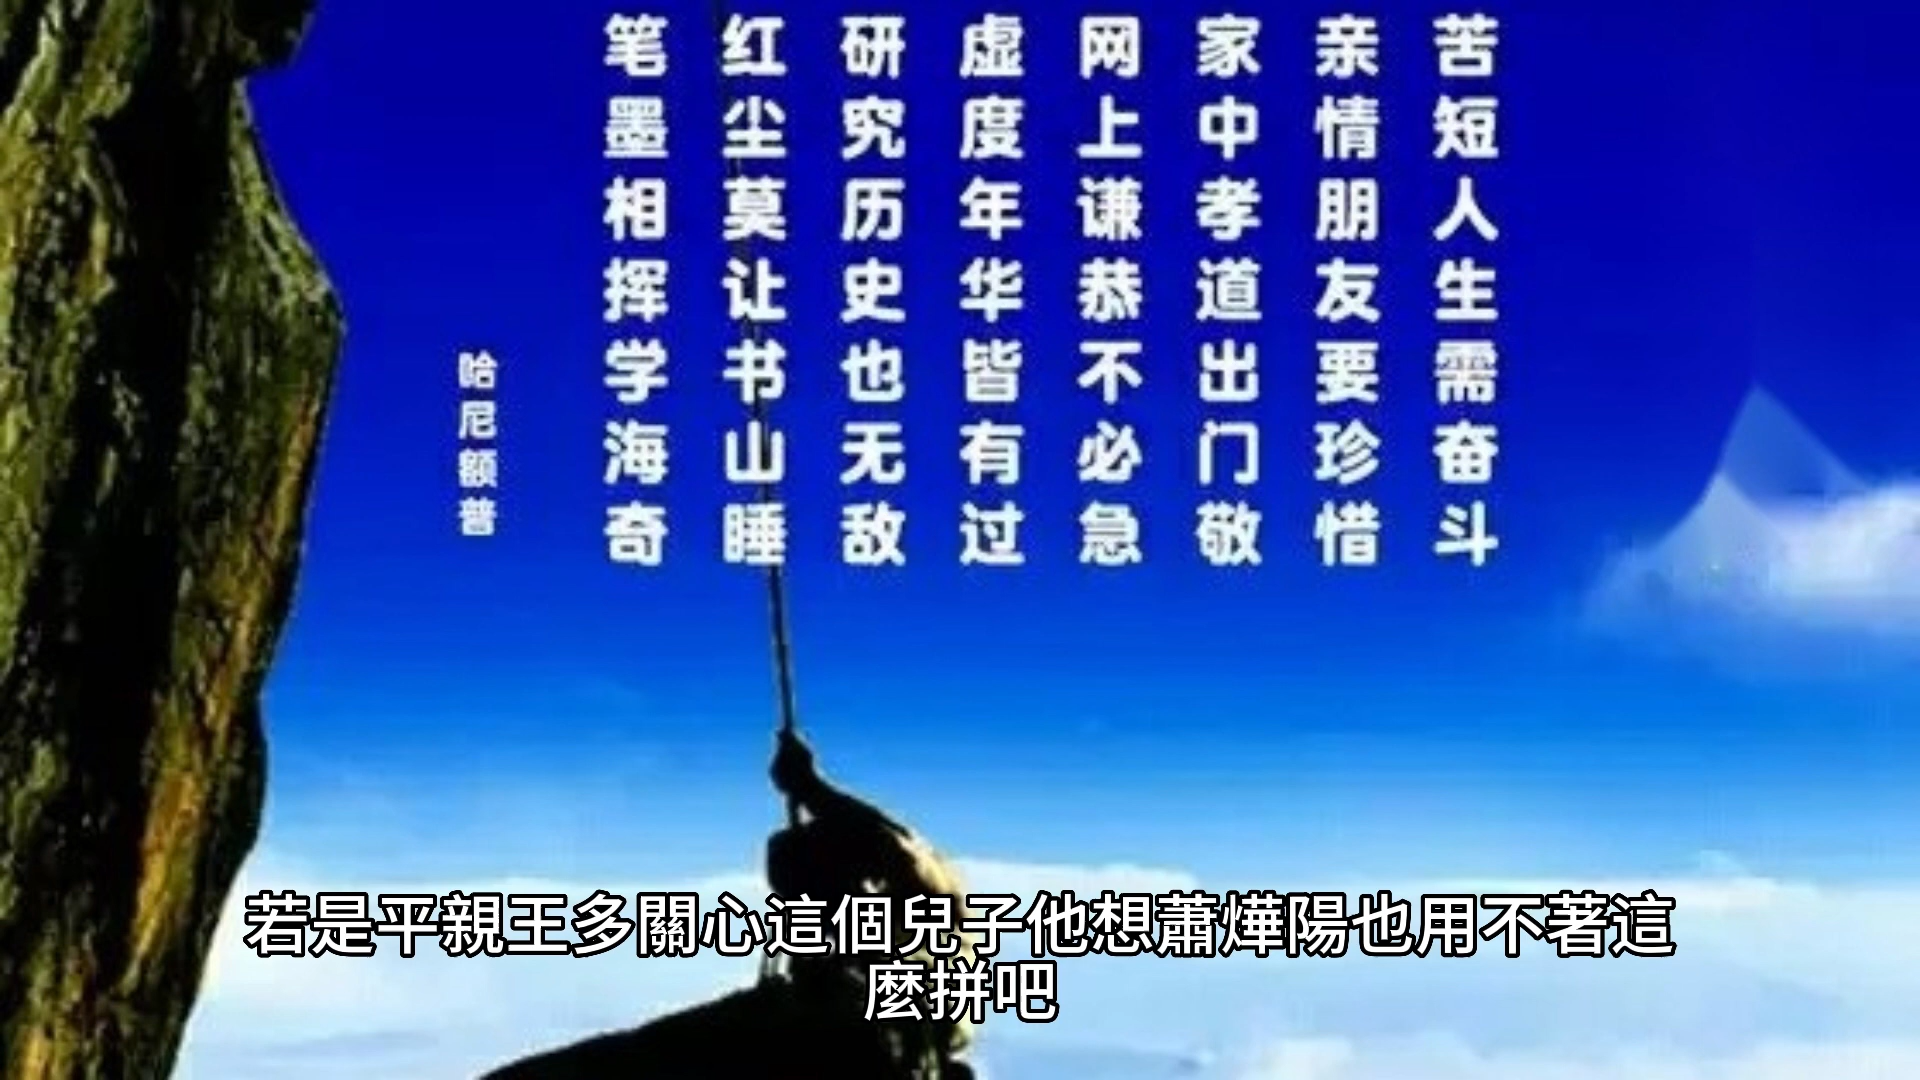 苦短人生需奋斗
亲情朋友要珍惜
家中孝道出门敬
网上谦恭不必急
虚度年华皆有过
研究历史也无敌
红尘莫让书山睡
笔墨相挥学海奇
哈尼额普
若是平親王多關心這個兒子他想蕭燁陽也用不著這
麼拼吧